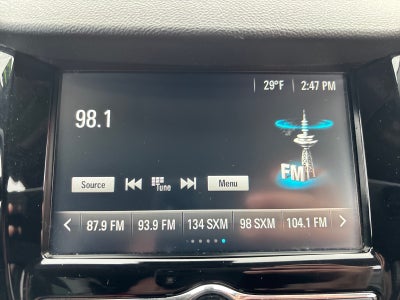 29°F 2:47 PM
98.1
FM
Source Tune Menu
87.9 FM 93.9 FM 134 SXM 98 SXM 104.1 FM